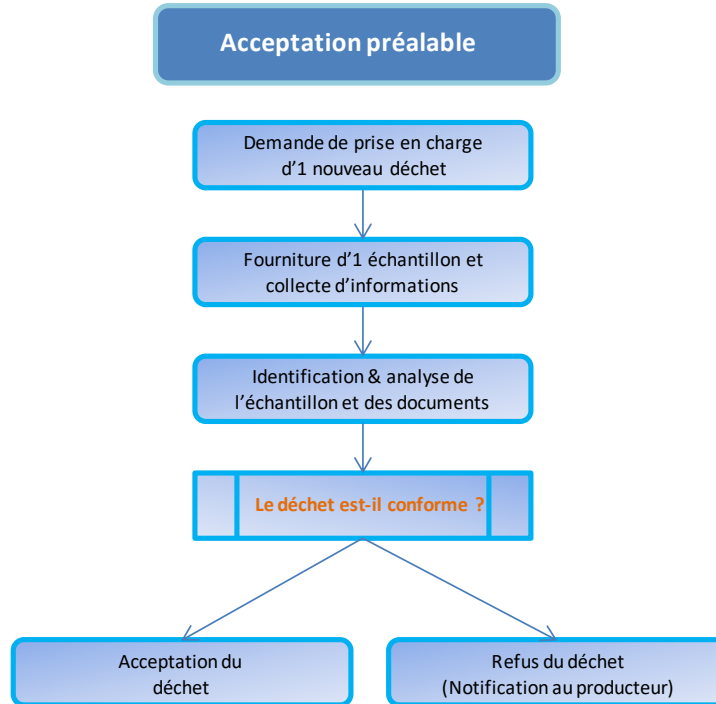 Acceptation préalable
Demande de prise en charge
d’1 nouveau déchet
Fourniture d’1 échantillon et
collecte d’informations
Identification & analyse de
l’échantillon et des documents
Le déchet est-il conforme ?
Acceptation du
déchet
Refus du déchet
(Notification au producteur)